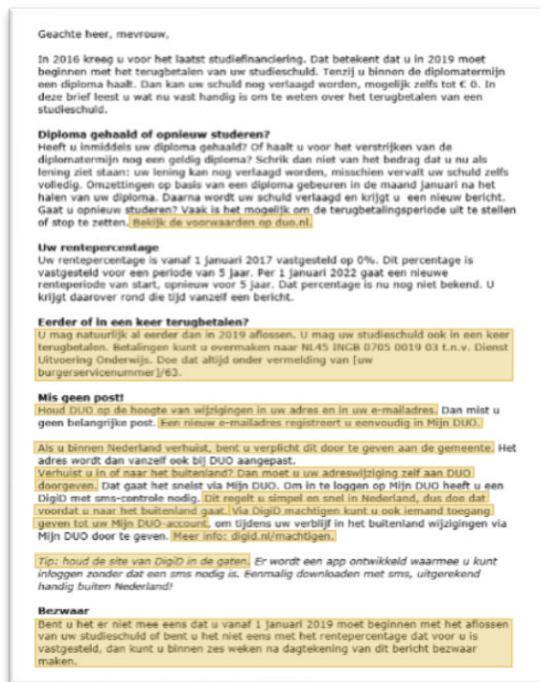 Geachte heer, mevrouw,
In 2016 kreeg u voor het laatst studiefinanciering. Dat betekent dat u in 2019 moet
beginnen met het terugbetalen van uw studieschuld. Tenzij u binnen de diplomatermijn
een diploma haalt. Dan kan uw schuld nog verlaagd worden, mogelijk zelfs tot € 0. In
deze brief leest u wat nu vast handig is om te weten over het terugbetalen van een
studieschuld.
Diploma gehaald of opnieuw studeren?
Heeft u inmiddels uw diploma gehaald? Of haalt u voor het verstrijken van de
diplomatermijn nog een geldig diploma? Schrik dan niet van het bedrag dat u nu als
lening ziet staan: uw lening kan nog verlaagd worden, misschien vervalt uw schuld zelfs
volledig. Omzettingen op basis van een diploma gebeuren in de maand januari na het
halen van uw diploma. Daarna wordt uw schuld verlaagd en krijgt u een nieuw bericht.
Gaat u opnieuw studeren? Vaak is het mogelijk om de terugbetalingsperiode uit te stellen
of stop te zetten. Bekijk de voorwaarden op duo.nl.
Uw rentepercentage
Uw rentepercentage is vanaf 1 januari 2017 vastgesteld op 0%. Dit percentage is
vastgesteld voor een periode van 5 jaar. Per 1 januari 2022 gaat een nieuwe
renteperiode van start, opnieuw voor 5 jaar. Dat percentage is nu nog niet bekend. U
krijgt daarover rond die tijd vanzelf een bericht.
Eerder of in een keer terugbetalen?
U mag natuurlijk al eerder dan in 2019 aflossen. U mag uw studieschuld ook in een keer
terugbetalen. Betalingen kunt u overmaken naar NL45 INGB 0705 0019 03 t.n.v. Dienst
Uitvoering Onderwijs. Doe dat altijd onder vermelding van [uw
burgerservicenummer]/63.
Mis geen post!
Houd DUO op de hoogte van wijzigingen in uw adres en in uw e-mailadres. Dan mist u
geen belangrijke post. Een nieuw e-mailadres registreert u eenvoudig in Mijn DUO.
Als u binnen Nederland verhuist, bent u verplicht dit door te geven aan de gemeente. Het
adres wordt dan vanzelf ook bij DUO aangepast.
Verhuist u in of naar het buitenland? Dan moet u uw adreswijziging zelf aan DUO
doorgeven. Dat gaat het snelst via Mijn DUO. Om in te loggen op Mijn DUO heeft u een
DigiD met sms-controle nodig. Dit regelt u simpel en snel in Nederland, dus doe dat
voordat u naar het buitenland gaat. Via DigiD machtigen kunt u ook iemand toegang
geven tot uw Mijn DUO-account, om tijdens uw verblijf in het buitenland wijzigingen via
Mijn DUO door te geven. Meer info: digid.nl/machtigen.
Tip: houd de site van DigiD in de gaten. Er wordt een app ontwikkeld waarmee u kunt
inloggen zonder dat een sms nodig is. Eenmalig downloaden met sms, uitgerekend
handig buiten Nederland!
Bezwaar
Bent u het er niet mee eens dat u vanaf 1 januari 2019 moet beginnen met het aflossen
van uw studieschuld of bent u het niet eens met het rentepercentage dat voor u is
vastgesteld, dan kunt u binnen zes weken na dagtekening van dit bericht bezwaar
maken.